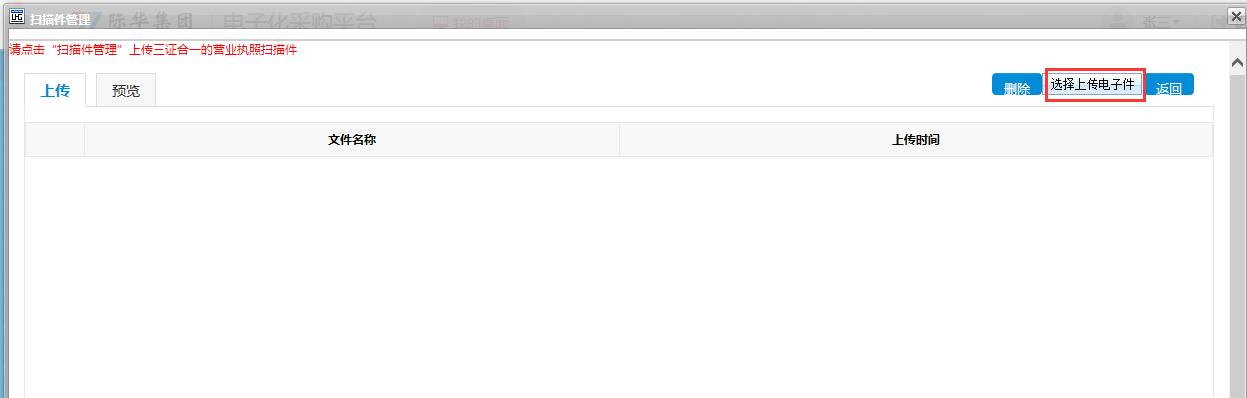 扫描件管理
际华集团 电子化采购平台 我的桌面 张三
请点击“扫描件管理”上传三证合一的营业执照扫描件
上传 预览 删除 选择上传电子件 返回
文件名称 上传时间